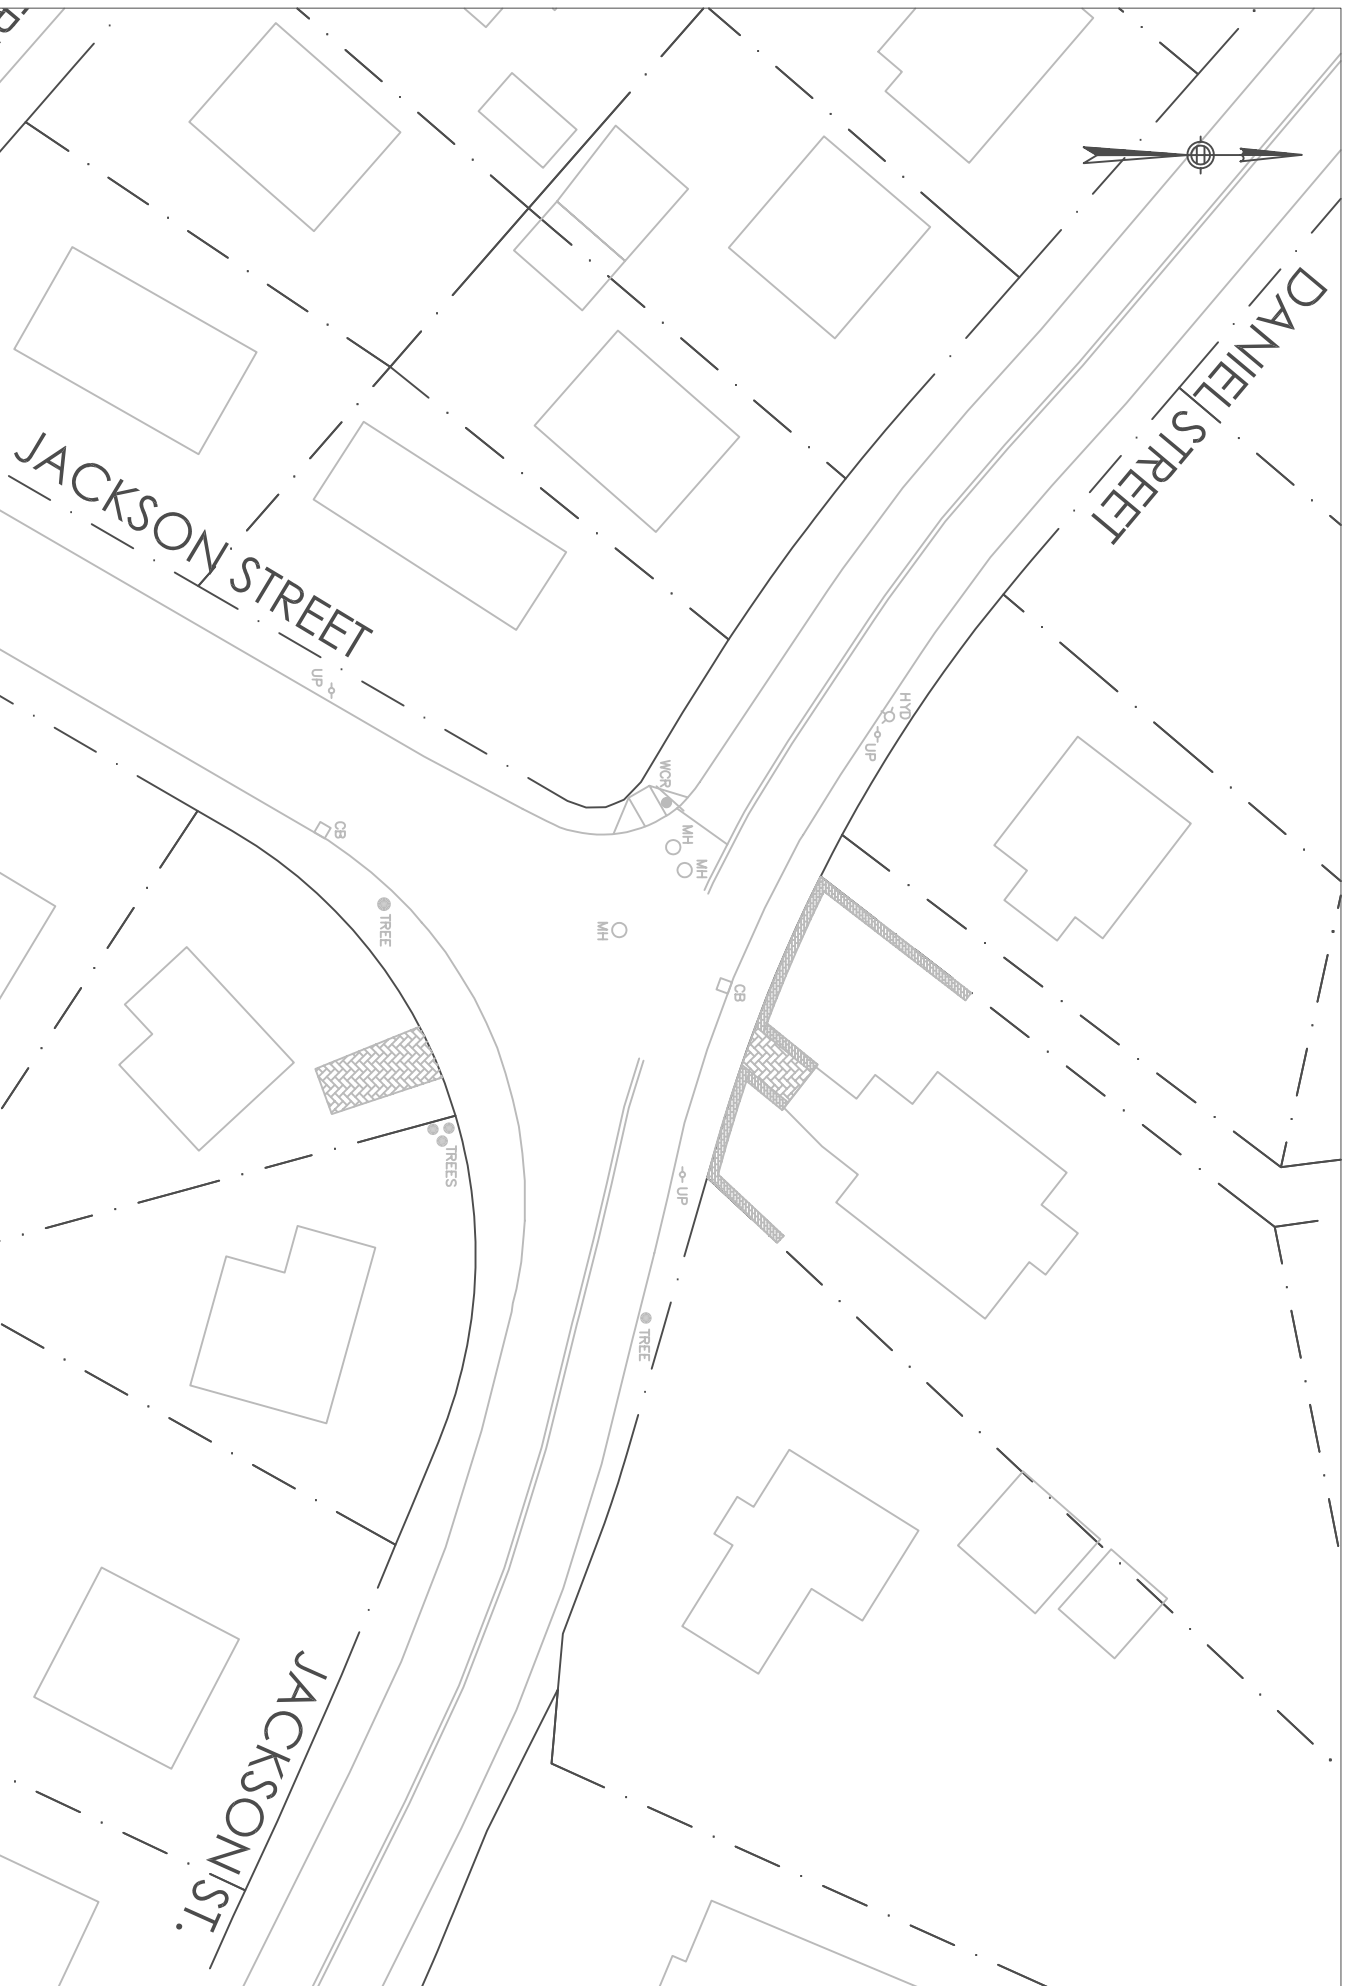 DANIEL STREET
JACKSON STREET
UP
HYD
UP
WCR
MH
CB
MH
TREE
MH
CB
TREES
UP
TREE
JACKSON ST.